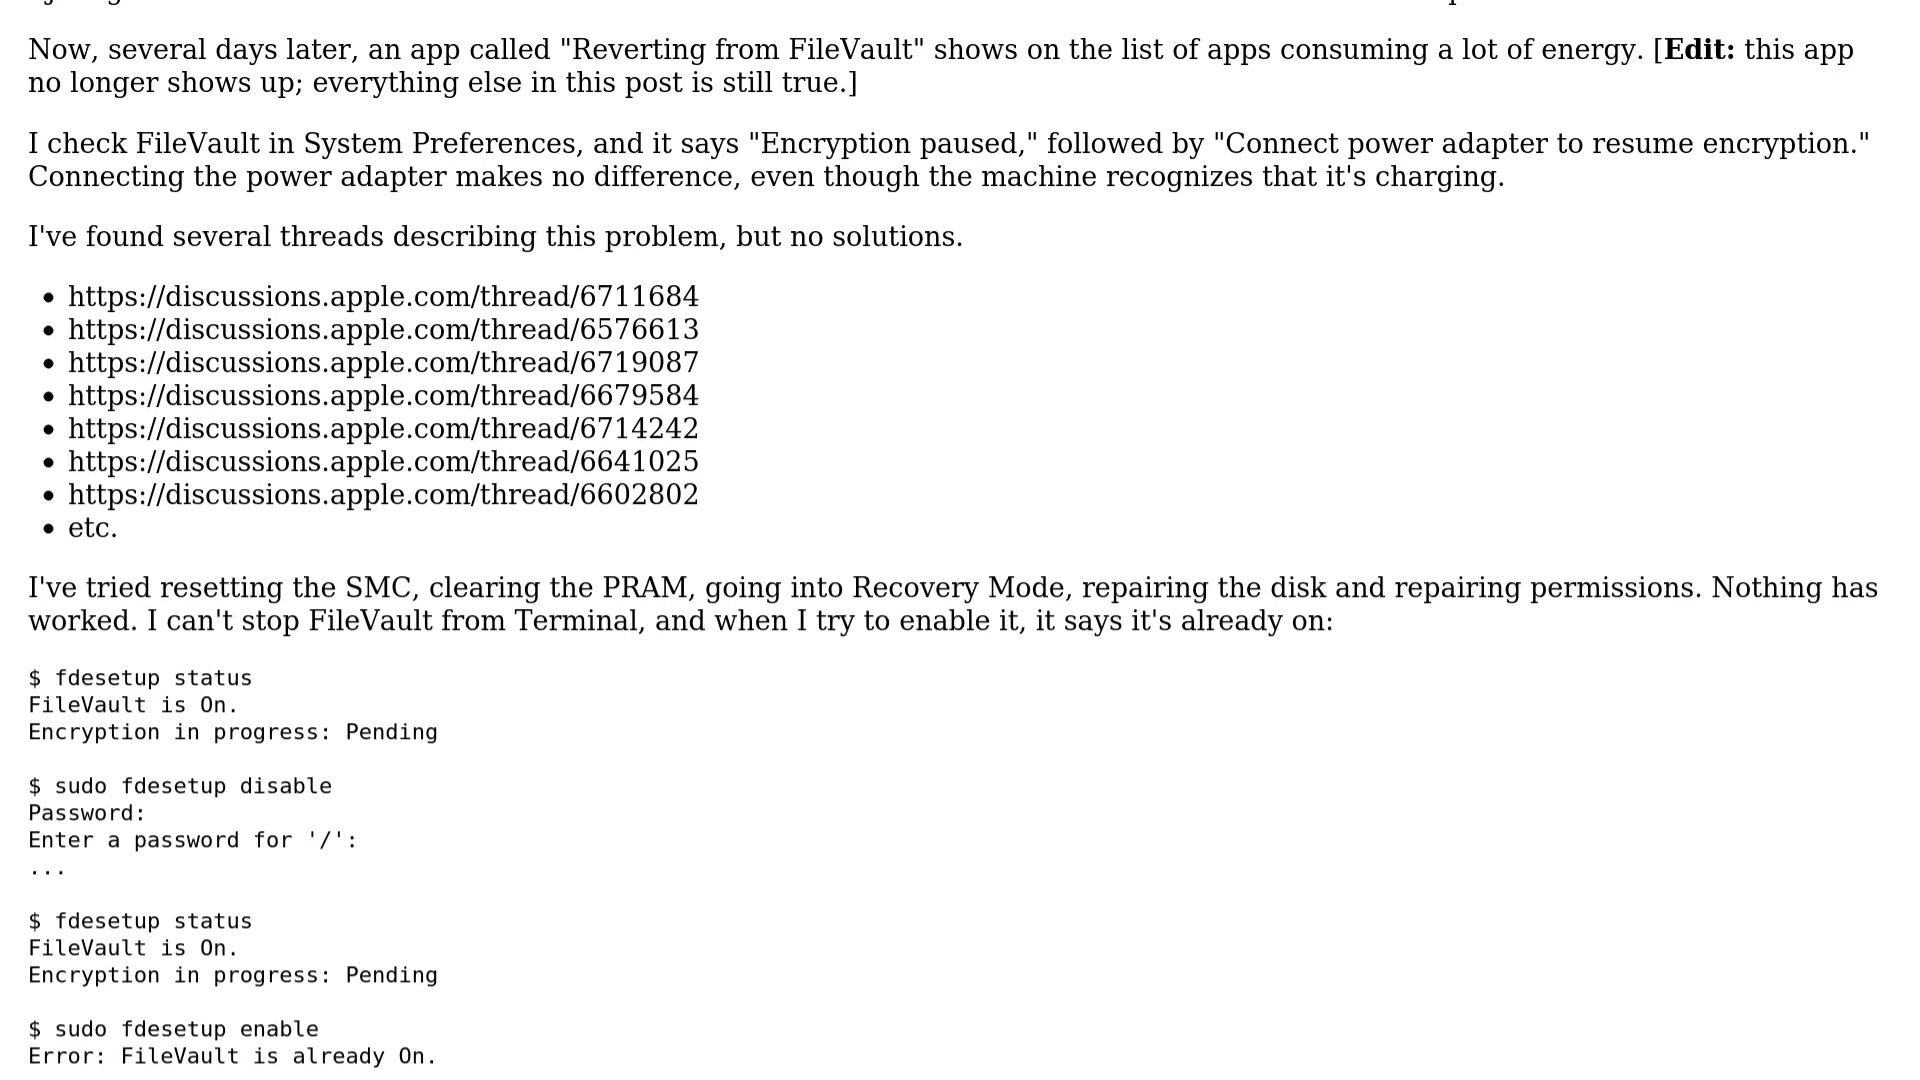 Now, several days later, an app called "Reverting from FileVault" shows on the list of apps consuming a lot of energy. [Edit: this app
no longer shows up; everything else in this post is still true.]
I check FileVault in System Preferences, and it says "Encryption paused," followed by "Connect power adapter to resume encryption."
Connecting the power adapter makes no difference, even though the machine recognizes that it's charging.
I've found several threads describing this problem, but no solutions.
• https://discussions.apple.com/thread/6711684
• https://discussions.apple.com/thread/6576613
• https://discussions.apple.com/thread/6719087
• https://discussions.apple.com/thread/6679584
• https://discussions.apple.com/thread/6714242
• https://discussions.apple.com/thread/6641025
• https://discussions.apple.com/thread/6602802
• etc.
I've tried resetting the SMC, clearing the PRAM, going into Recovery Mode, repairing the disk and repairing permissions. Nothing has
worked. I can't stop FileVault from Terminal, and when I try to enable it, it says it's already on:
$ fdesetup status
FileVault is On.
Encryption in progress: Pending
$ sudo fdesetup disable
Password:
Enter a password for '/':
...
$ fdesetup status
FileVault is On.
Encryption in progress: Pending
$ sudo fdesetup enable
Error: FileVault is already On.